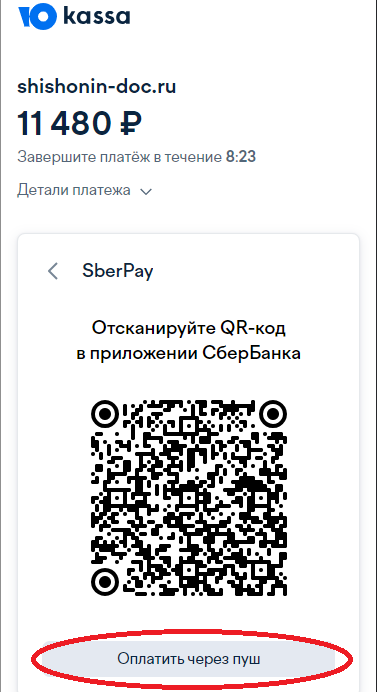 Ю kassa
shishonin-doc.ru
11 480 ₽
Завершите платёж в течение 8:23
Детали платежа
SberPay
Отсканируйте QR-код
в приложении СберБанка
Оплатить через пуш